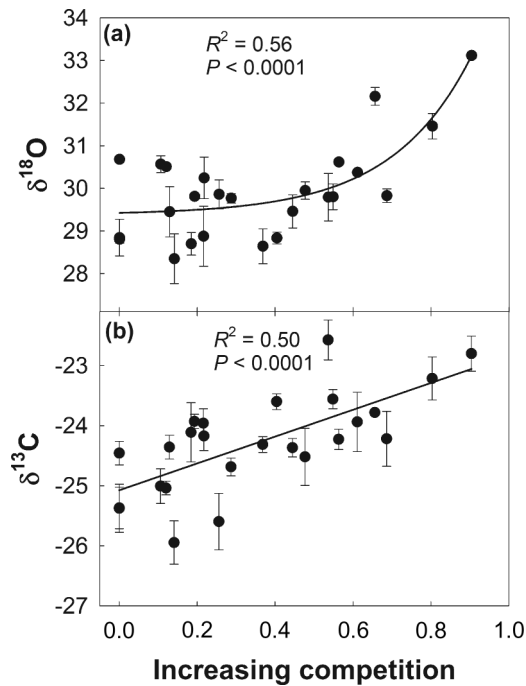 (a)
R² = 0.56
P < 0.0001
34
33
32
31
30
29
28
δ¹⁸O
(b)
R² = 0.50
P < 0.0001
-23
-24
-25
-26
-27
δ¹³C
0.0 0.2 0.4 0.6 0.8 1.0
Increasing competition